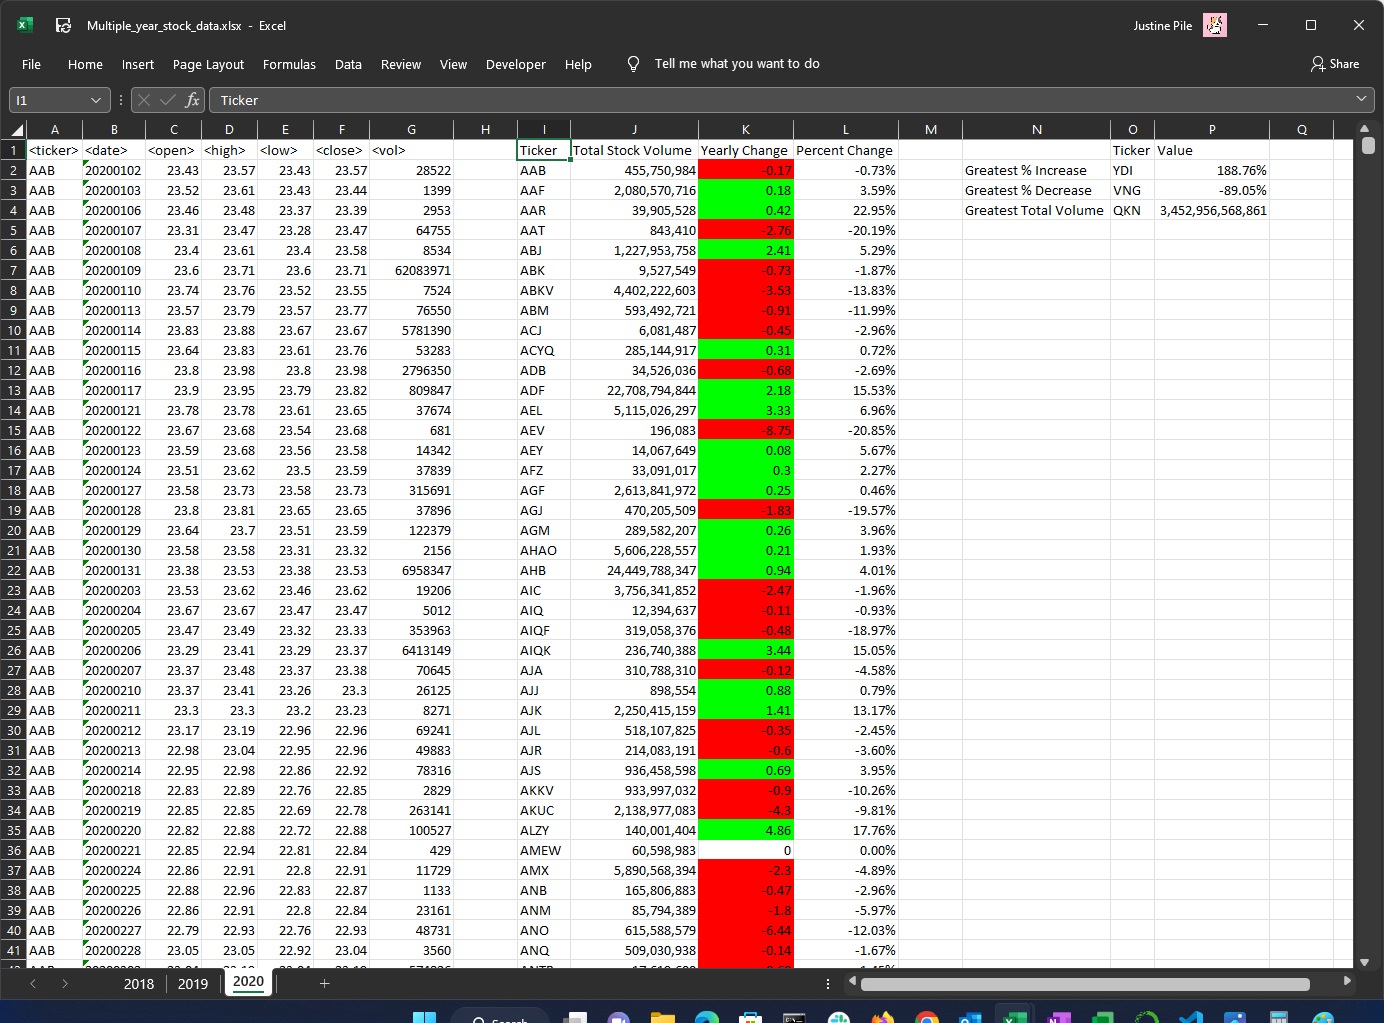 Multiple_year_stock_data.xlsx - Excel Justine Pile
File Home Insert Page Layout Formulas Data Review View Developer Help Tell me what you want to do Share
I1 fx Ticker
A B C D E F G H I J K L M N O P Q
1 <ticker> <date> <open> <high> <low> <close> <vol> Ticker Total Stock Volume Yearly Change Percent Change Ticker Value
2 AAB 20200102 23.43 23.57 23.43 23.57 28522 AAB 455,750,984 -0.17 -0.73% Greatest % Increase YDI 188.76%
3 AAB 20200103 23.52 23.61 23.43 23.44 1399 AAF 2,080,570,716 0.18 3.59% Greatest % Decrease VNG -89.05%
4 AAB 20200106 23.46 23.48 23.37 23.39 2953 AAR 39,905,528 0.42 22.95% Greatest Total Volume QKN 3,452,956,568,861
5 AAB 20200107 23.31 23.47 23.28 23.47 64755 AAT 843,410 -2.76 -20.19%
6 AAB 20200108 23.4 23.61 23.4 23.58 8534 ABJ 1,227,953,758 2.41 5.29%
7 AAB 20200109 23.6 23.71 23.6 23.71 62083971 ABK 9,527,549 -0.73 -1.87%
8 AAB 20200110 23.74 23.76 23.52 23.55 7524 ABKV 4,402,222,603 -3.53 -13.83%
9 AAB 20200113 23.57 23.79 23.57 23.77 76550 ABM 593,492,721 -0.91 -11.99%
10 AAB 20200114 23.83 23.88 23.67 23.67 5781390 ACJ 6,081,487 -0.45 -2.96%
11 AAB 20200115 23.64 23.83 23.61 23.76 53283 ACYQ 285,144,917 0.31 0.72%
12 AAB 20200116 23.8 23.98 23.8 23.98 2796350 ADB 34,526,036 -0.68 -2.69%
13 AAB 20200117 23.9 23.95 23.79 23.82 809847 ADF 22,708,794,844 2.18 15.53%
14 AAB 20200121 23.78 23.78 23.61 23.65 37674 AEL 5,115,026,297 3.33 6.96%
15 AAB 20200122 23.67 23.68 23.54 23.68 681 AEV 196,083 -8.75 -20.85%
16 AAB 20200123 23.59 23.68 23.56 23.58 14342 AEY 14,067,649 0.08 5.67%
17 AAB 20200124 23.51 23.62 23.5 23.59 37839 AFZ 33,091,017 0.3 2.27%
18 AAB 20200127 23.58 23.73 23.58 23.73 315691 AGF 2,613,841,972 0.25 0.46%
19 AAB 20200128 23.8 23.81 23.65 23.65 37896 AGJ 470,205,509 -1.83 -19.57%
20 AAB 20200129 23.64 23.7 23.51 23.59 122379 AGM 289,582,207 0.26 3.96%
21 AAB 20200130 23.58 23.58 23.31 23.32 2156 AHAO 5,606,228,557 0.21 1.93%
22 AAB 20200131 23.38 23.53 23.38 23.53 6958347 AHB 24,449,788,347 0.94 4.01%
23 AAB 20200203 23.53 23.62 23.46 23.62 19206 AIC 3,756,341,852 -2.47 -1.96%
24 AAB 20200204 23.67 23.67 23.47 23.47 5012 AIQ 12,394,637 -0.11 -0.93%
25 AAB 20200205 23.47 23.49 23.32 23.33 353963 AIQF 319,058,376 -0.48 -18.97%
26 AAB 20200206 23.29 23.41 23.29 23.37 6413149 AIQK 236,740,388 3.44 15.05%
27 AAB 20200207 23.37 23.48 23.37 23.38 70645 AJA 310,788,310 -0.12 -4.58%
28 AAB 20200210 23.37 23.41 23.26 23.3 26125 AJJ 898,554 0.88 0.79%
29 AAB 20200211 23.3 23.3 23.2 23.23 8271 AJK 2,250,415,159 1.41 13.17%
30 AAB 20200212 23.17 23.19 22.96 22.96 69241 AJL 518,107,825 -0.35 -2.45%
31 AAB 20200213 22.98 23.04 22.95 22.96 49883 AJR 214,083,191 -0.6 -3.60%
32 AAB 20200214 22.95 22.98 22.86 22.92 78316 AJS 936,458,598 0.69 3.95%
33 AAB 20200218 22.83 22.89 22.76 22.85 2829 AKKV 933,997,032 -0.9 -10.26%
34 AAB 20200219 22.85 22.85 22.69 22.78 263141 AKUC 2,138,977,083 -4.3 -9.81%
35 AAB 20200220 22.82 22.88 22.72 22.88 100527 ALZY 140,001,404 4.86 17.76%
36 AAB 20200221 22.85 22.94 22.81 22.84 429 AMEW 60,598,983 0 0.00%
37 AAB 20200224 22.86 22.91 22.8 22.91 11729 AMX 5,890,568,394 -2.3 -4.89%
38 AAB 20200225 22.88 22.96 22.83 22.87 1133 ANB 165,806,883 -0.47 -2.96%
39 AAB 20200226 22.86 22.91 22.8 22.84 23161 ANM 85,794,389 -1.8 -5.97%
40 AAB 20200227 22.79 22.93 22.76 22.93 48731 ANO 615,588,579 -6.44 -12.03%
41 AAB 20200228 23.05 23.05 22.92 23.04 3560 ANQ 509,030,938 -0.14 -1.67%
2018 2019 2020
Search